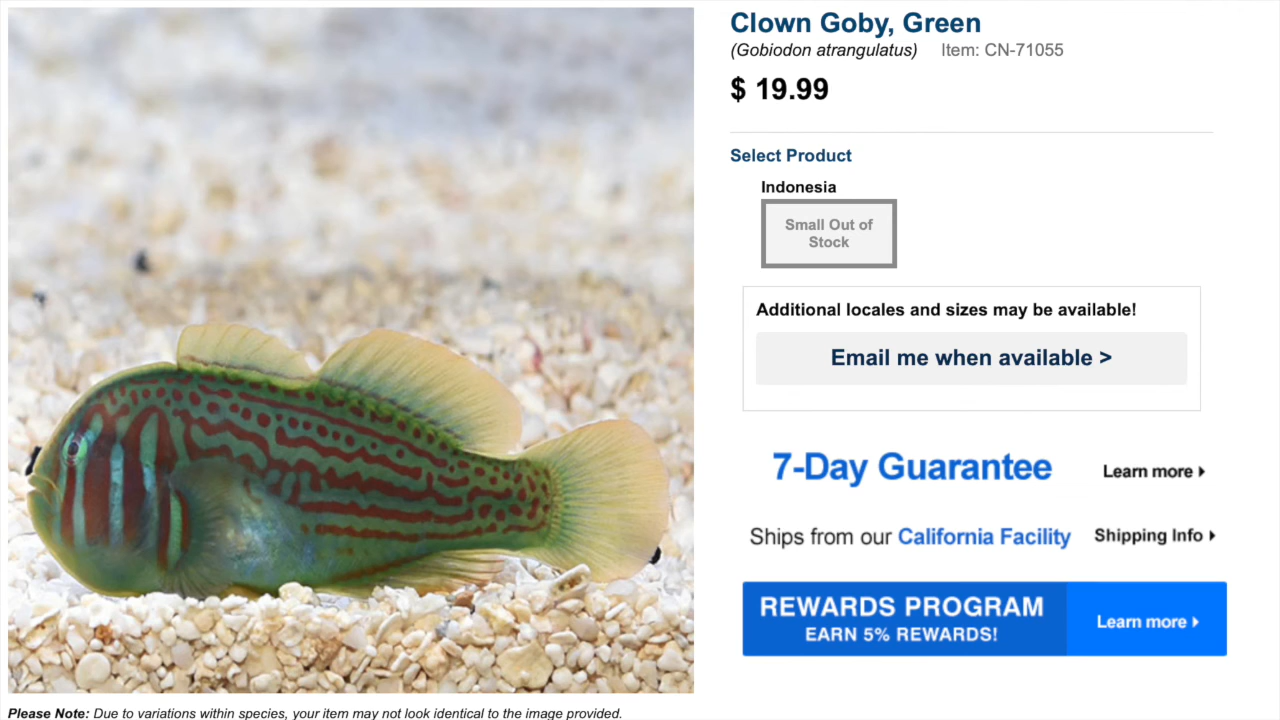 Clown Goby, Green
(Gobiodon atrangulatus) Item: CN-71055
$ 19.99
Select Product
Indonesia
Small Out of
Stock
Additional locales and sizes may be available!
Email me when available >
7-Day Guarantee Learn more
Ships from our California Facility Shipping Info
REWARDS PROGRAM
EARN 5% REWARDS!
Learn more
Please Note: Due to variations within species, your item may not look identical to the image provided.